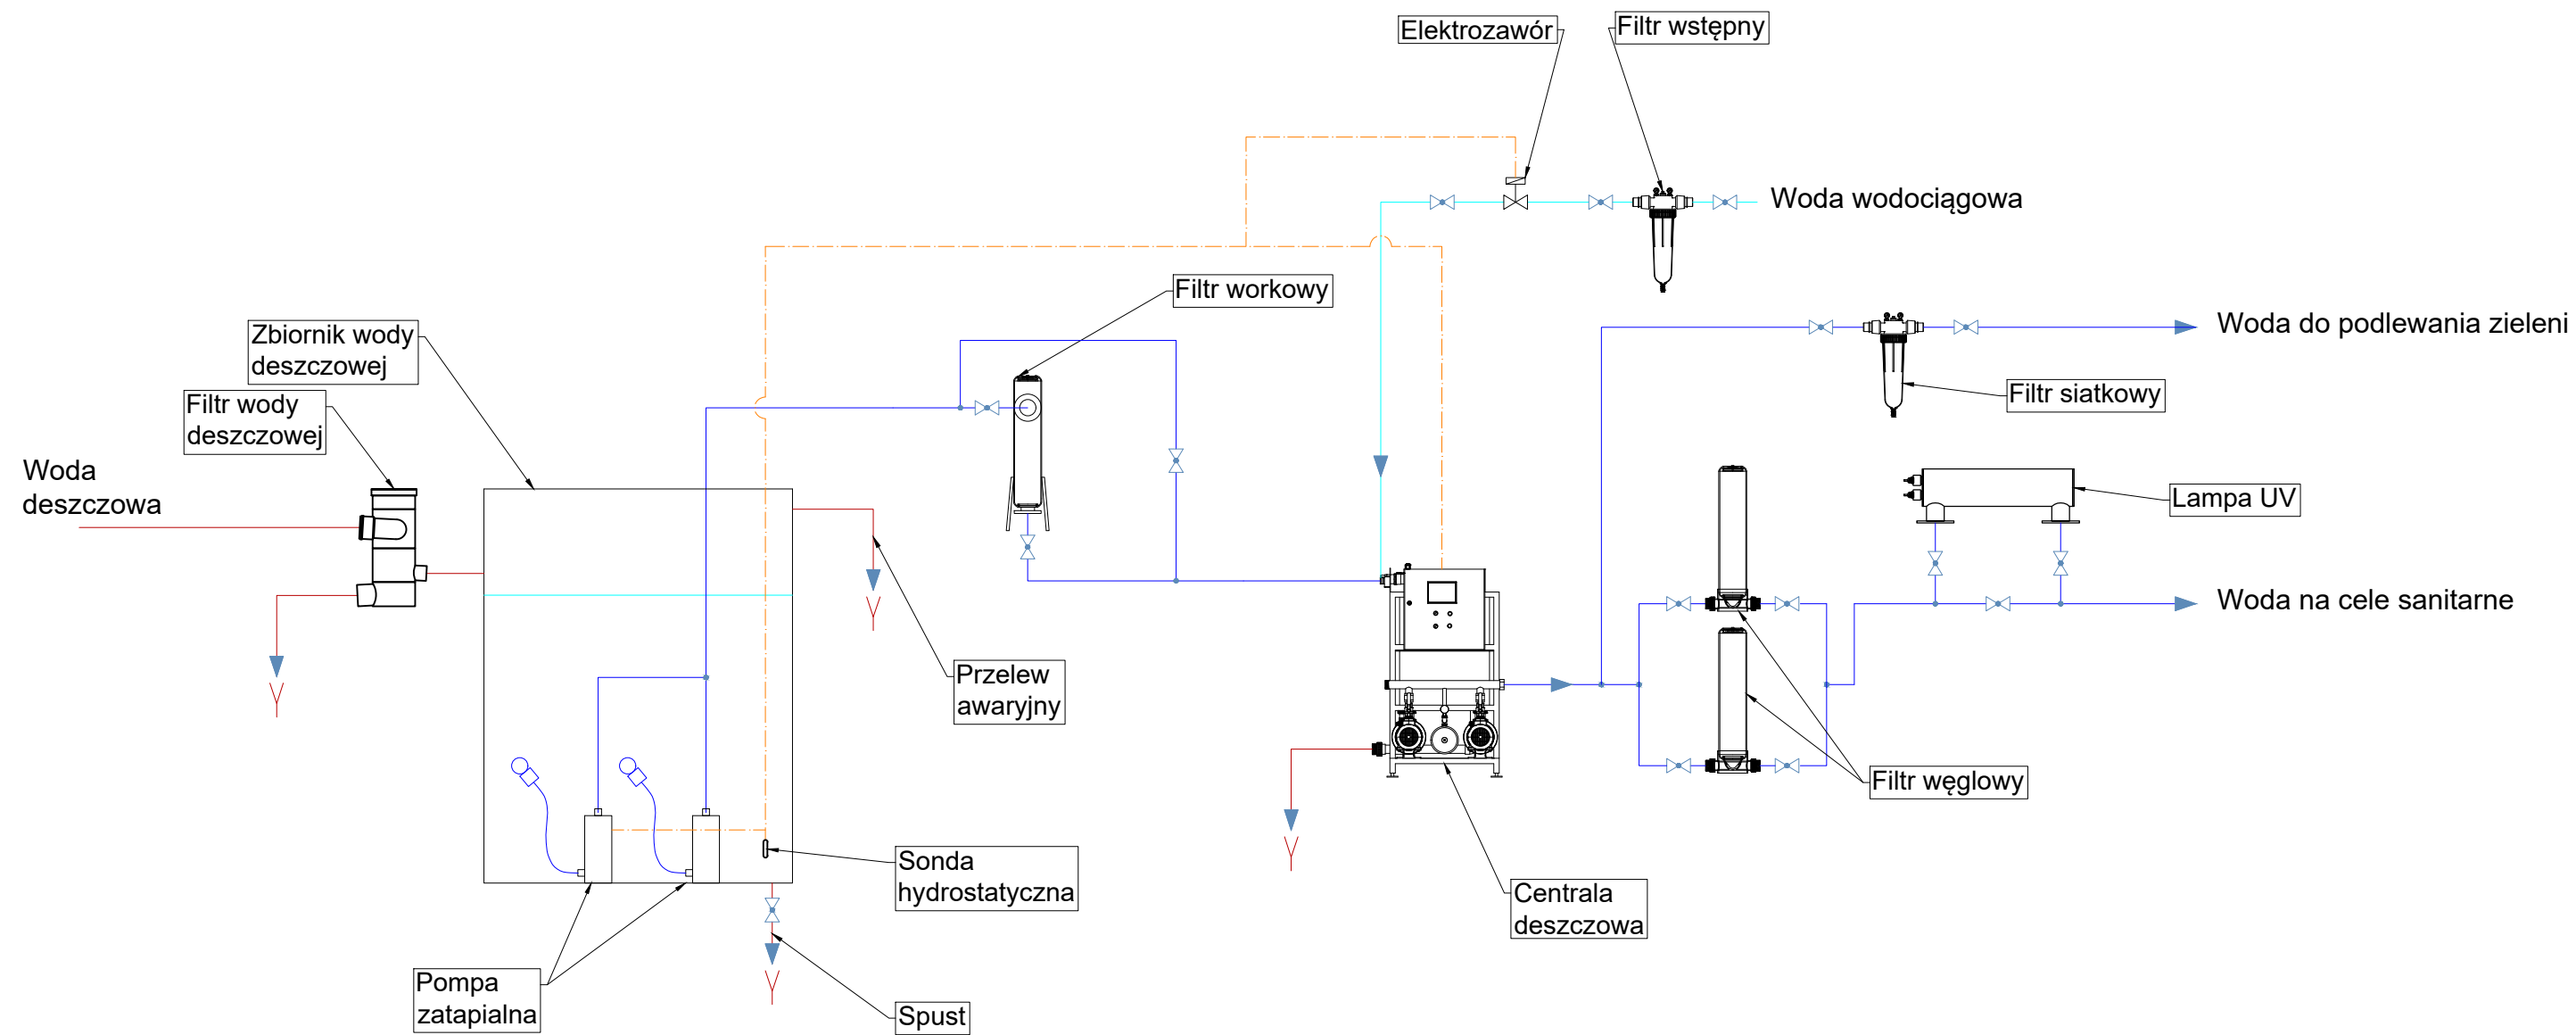 Elektrozawór
Filtr wstępny
Woda wodociągowa
Filtr workowy
Woda do podlewania zieleni
Zbiornik wody
deszczowej
Filtr siatkowy
Filtr wody
deszczowej
Woda
deszczowa
Lampa UV
Woda na cele sanitarne
Przelew
awaryjny
Filtr węglowy
Sonda
hydrostatyczna
Centrala
deszczowa
Pompa
zatapialna
Spust